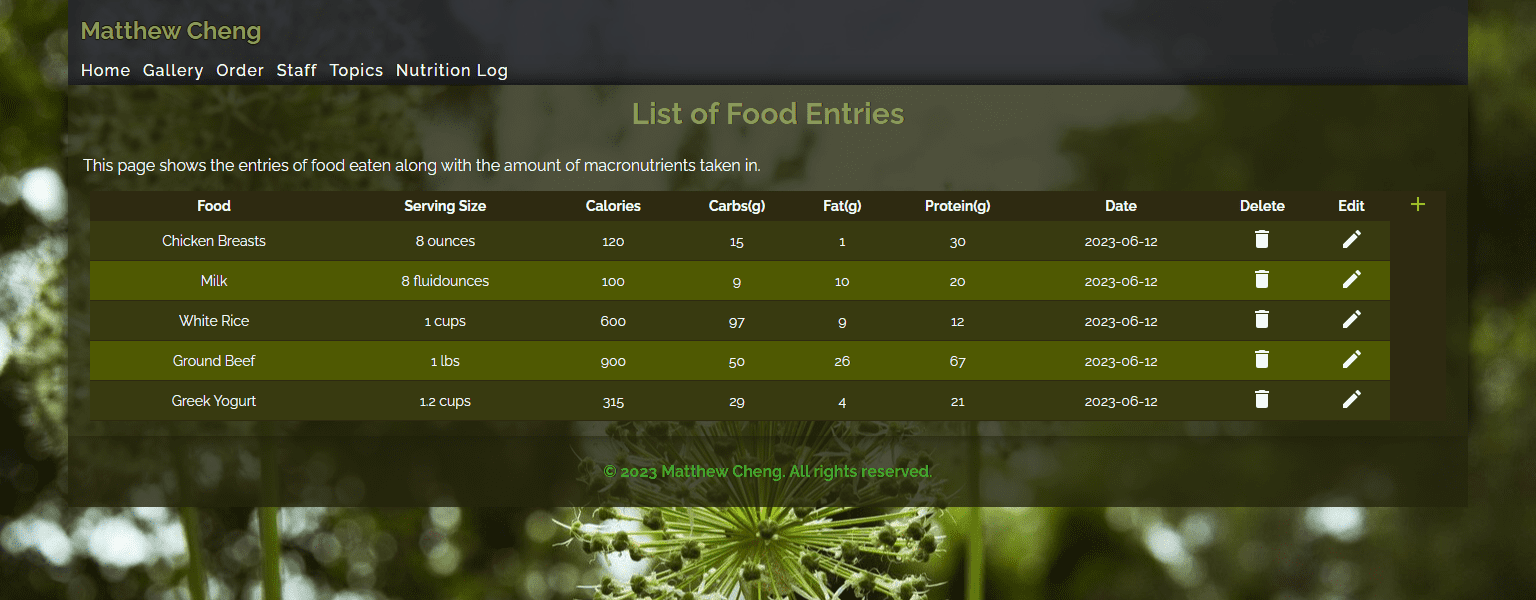 Matthew Cheng
Home Gallery Order Staff Topics Nutrition Log
List of Food Entries
This page shows the entries of food eaten along with the amount of macronutrients taken in.
Food Serving Size Calories Carbs(g) Fat(g) Protein(g) Date Delete Edit +
Chicken Breasts 8 ounces 120 15 1 30 2023-06-12
Milk 8 fluidounces 100 9 10 20 2023-06-12
White Rice 1 cups 600 97 9 12 2023-06-12
Ground Beef 1 lbs 900 50 26 67 2023-06-12
Greek Yogurt 1.2 cups 315 29 4 21 2023-06-12
© 2023 Matthew Cheng. All rights reserved.